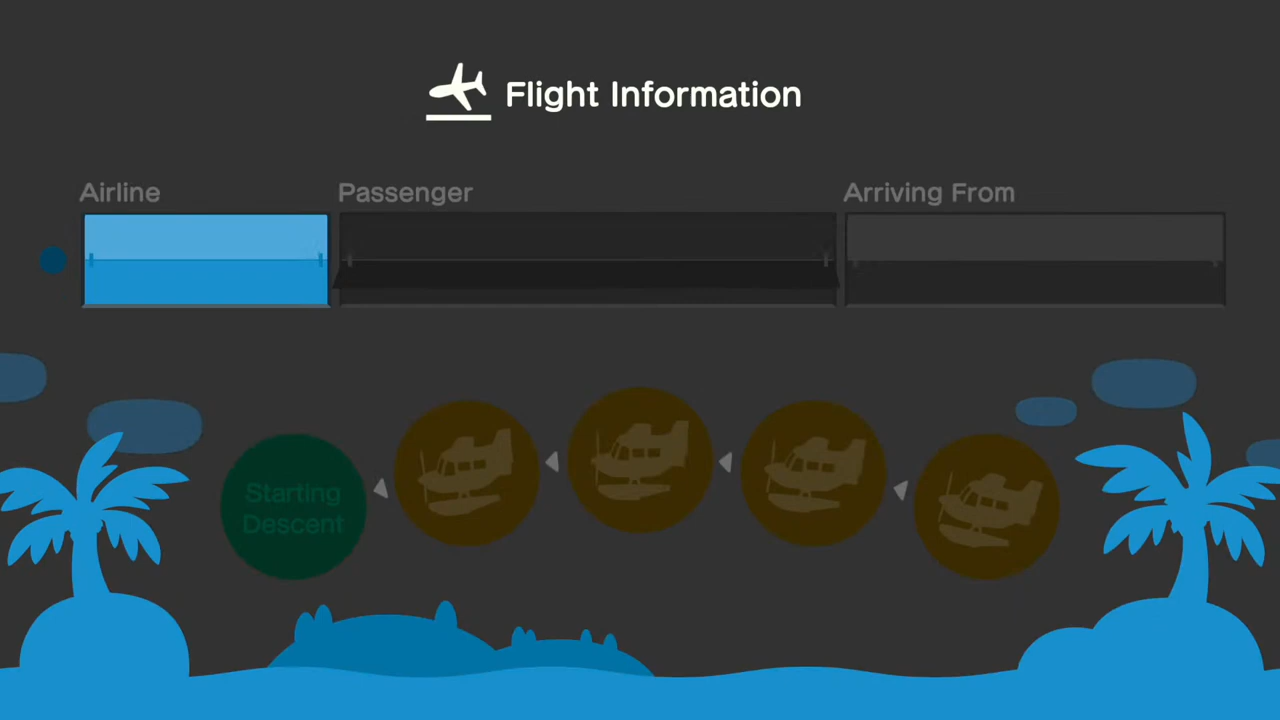 Flight Information
Airline
Passenger
Arriving From
Starting
Descent